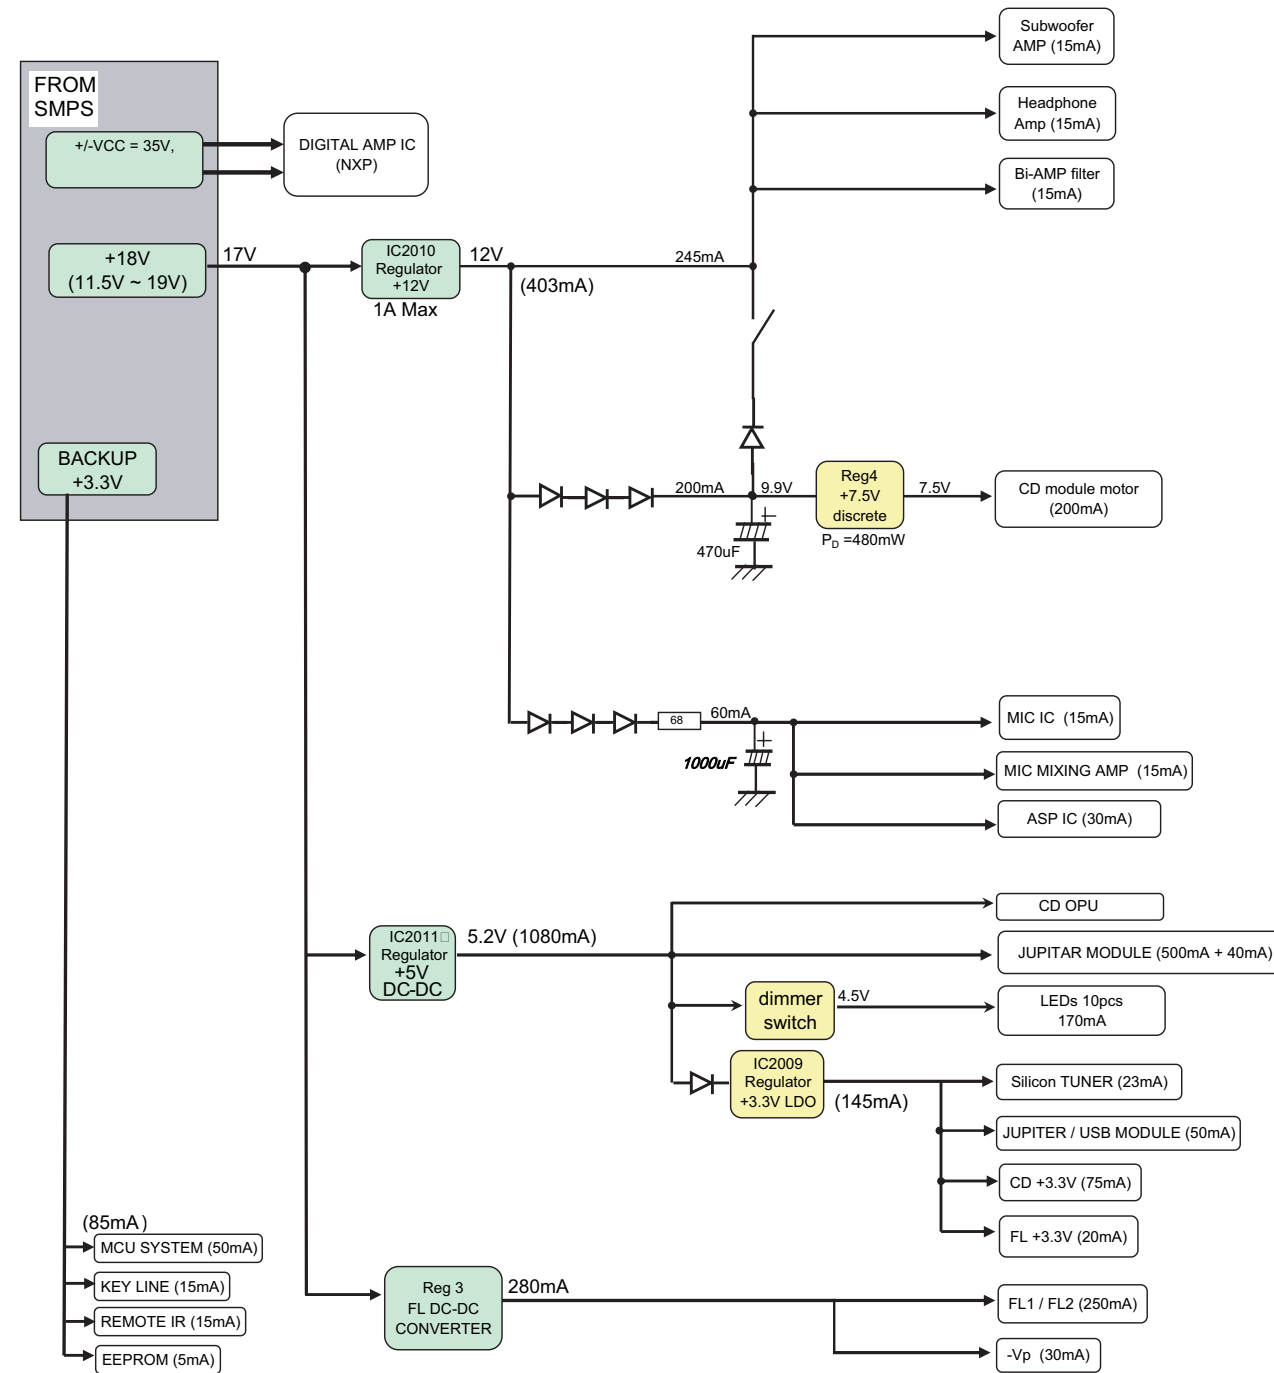 Subwoofer
AMP (15mA)
FROM
SMPS
Headphone
Amp (15mA)
+/-VCC = 35V,
DIGITAL AMP IC
(NXP)
Bi-AMP filter
(15mA)
+18V
(11.5V ~ 19V)
17V
IC2010
Regulator
+12V
1A Max
12V
(403mA)
245mA
BACKUP
+3.3V
200mA
9.9V
Reg4
+7.5V
discrete
PD =480mW
7.5V
CD module motor
(200mA)
470uF
68
60mA
1000uF
MIC IC (15mA)
MIC MIXING AMP (15mA)
ASP IC (30mA)
CD OPU
IC2011□
Regulator
+5V
DC-DC
5.2V (1080mA)
JUPITAR MODULE (500mA + 40mA)
dimmer
switch
4.5V
LEDs 10pcs
170mA
IC2009
Regulator
+3.3V LDO
(145mA)
Silicon TUNER (23mA)
JUPITER / USB MODULE (50mA)
CD +3.3V (75mA)
FL +3.3V (20mA)
(85mA)
MCU SYSTEM (50mA)
KEY LINE (15mA)
REMOTE IR (15mA)
EEPROM (5mA)
Reg 3
FL DC-DC
CONVERTER
280mA
FL1 / FL2 (250mA)
-Vp (30mA)